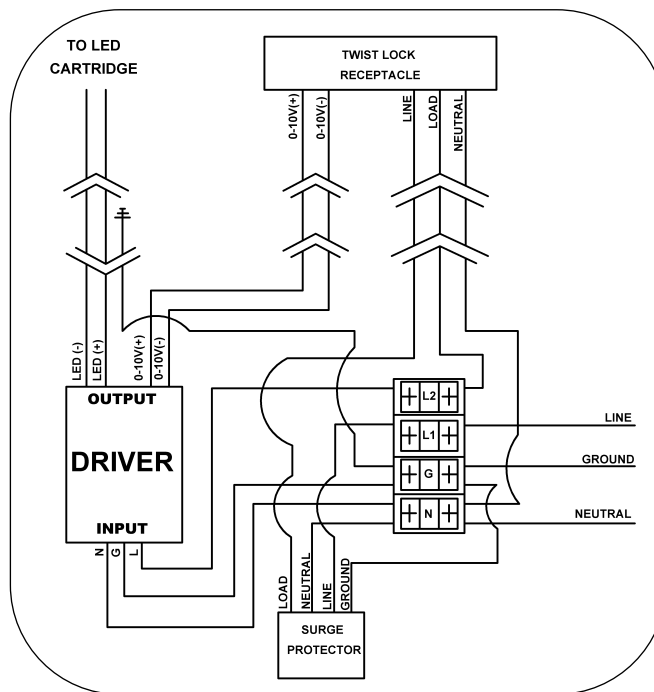 TO LED
CARTRIDGE
TWIST LOCK
RECEPTACLE
0-10V(+)
0-10V(-)
LINE
LOAD
NEUTRAL
LED (-)
LED (+)
0-10V(+)
0-10V(-)
OUTPUT
DRIVER
INPUT
N
G
L
L2
L1
G
N
LINE
GROUND
NEUTRAL
LOAD
NEUTRAL
LINE
GROUND
SURGE
PROTECTOR